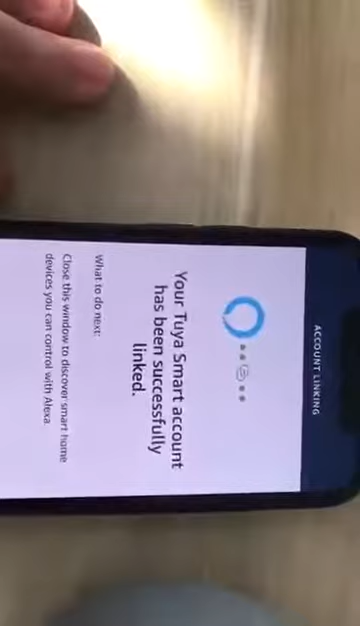 ACCOUNT LINKING
Your Tuya Smart account
has been successfully
linked.
What to do next:
Close this window to discover smart home
devices you can control with Alexa.